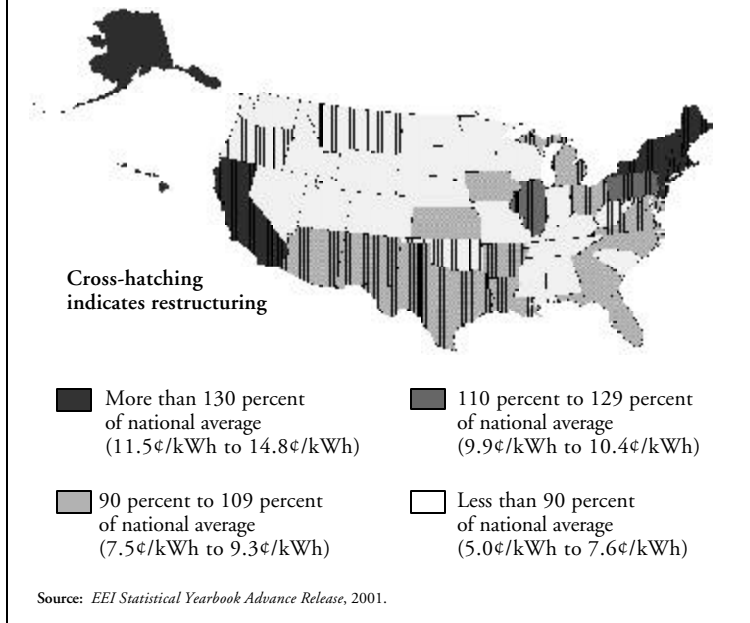 Cross-hatching
indicates restructuring
More than 130 percent
of national average
(11.5¢/kWh to 14.8¢/kWh)
110 percent to 129 percent
of national average
(9.9¢/kWh to 10.4¢/kWh)
90 percent to 109 percent
of national average
(7.5¢/kWh to 9.3¢/kWh)
Less than 90 percent
of national average
(5.0¢/kWh to 7.6¢/kWh)
Source: EEI Statistical Yearbook Advance Release, 2001.